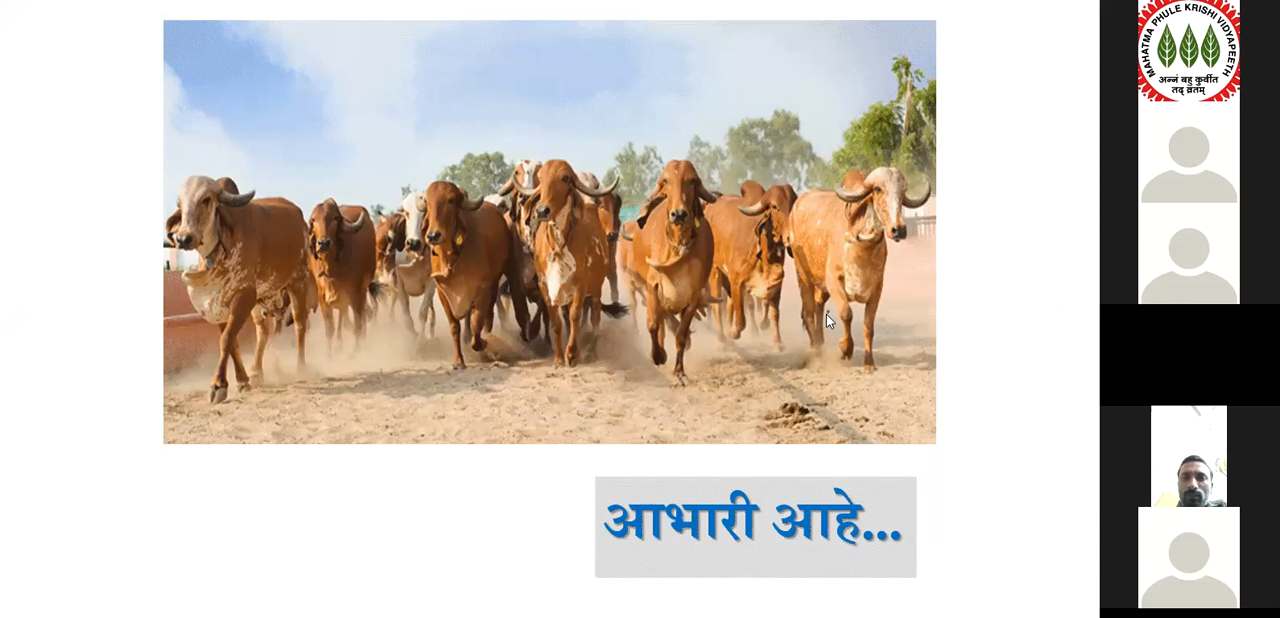 आभारी आहे...
MAHATMA PHULE KRISHI VIDYAPEETH
अन्नं बहु कुर्वीत
तद् व्रतम्